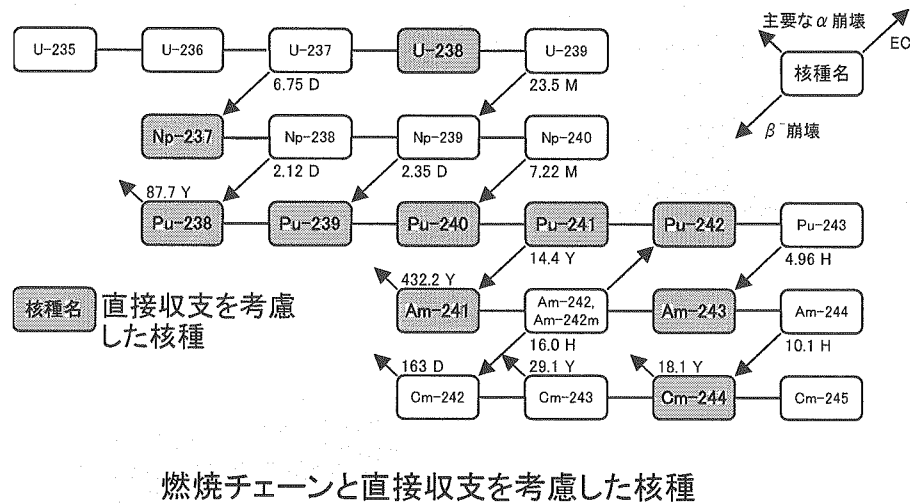 主要なα崩壊
EC
核種名
β⁻崩壊
U-235
U-236
U-237
U-238
U-239
6.75 D
23.5 M
Np-237
Np-238
Np-239
Np-240
2.12 D
2.35 D
7.22 M
87.7 Y
Pu-238
Pu-239
Pu-240
Pu-241
Pu-242
Pu-243
14.4 Y
4.96 H
432.2 Y
核種名
直接収支を考慮
した核種
Am-241
Am-242,
Am-242m
Am-243
Am-244
16.0 H
10.1 H
163 D
29.1 Y
18.1 Y
Cm-242
Cm-243
Cm-244
Cm-245
燃焼チェーンと直接収支を考慮した核種